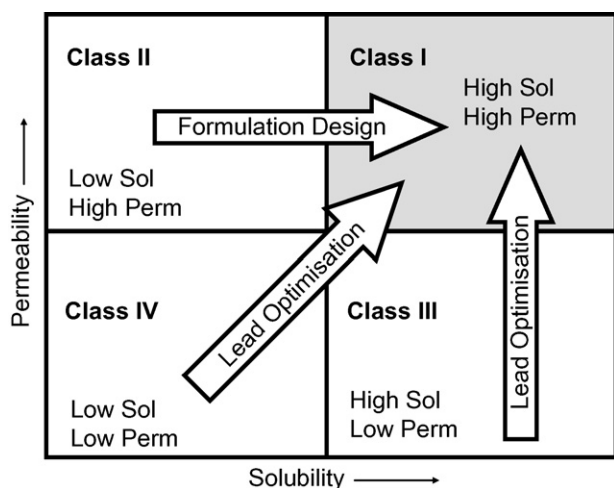 Class II
Class I
High Sol
High Perm
Formulation Design
Low Sol
High Perm
Permeability
Class IV
Class III
Lead Optimisation
Lead Optimisation
Low Sol
Low Perm
High Sol
Low Perm
Solubility